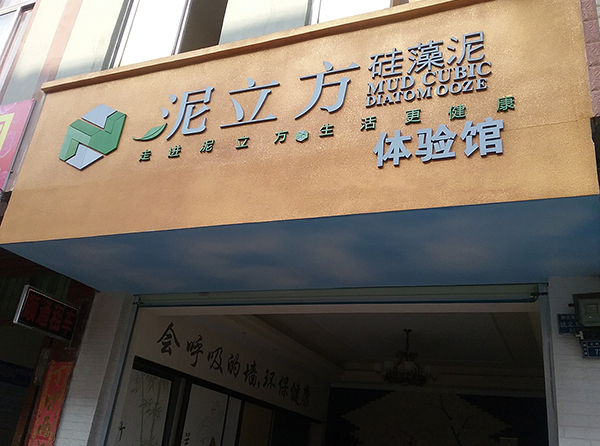 泥立方
硅藻泥
MUD CUBIC
DIATOM OOZE
走进泥立方 生活更健康
体验馆
会呼吸的墙,环保健康